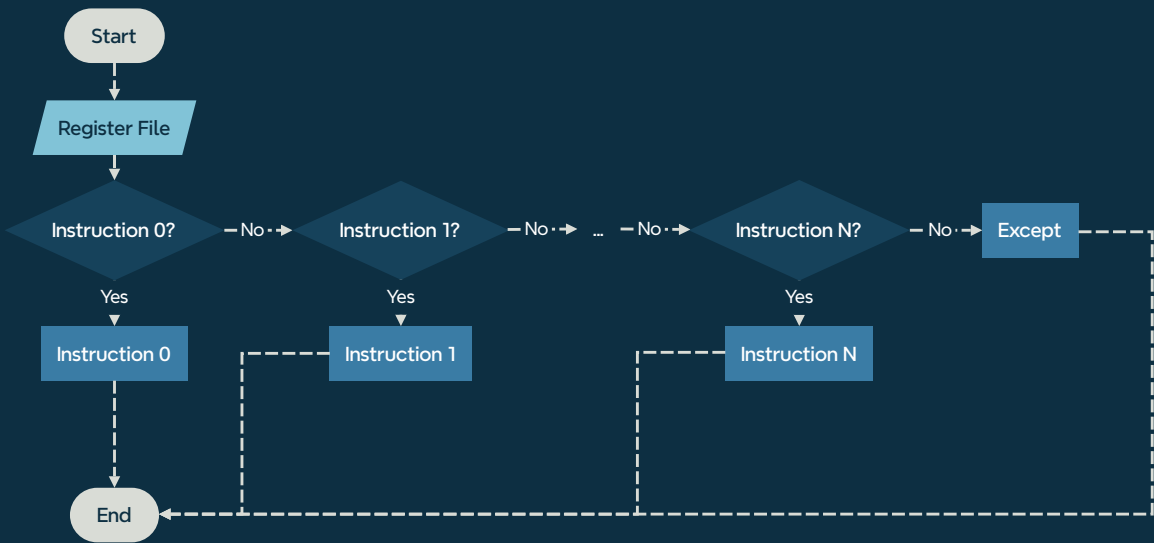 Start
Register File
Instruction 0?
No
Instruction 1?
No
...
No
Instruction N?
No
Except
Yes
Yes
Yes
Instruction 0
Instruction 1
Instruction N
End